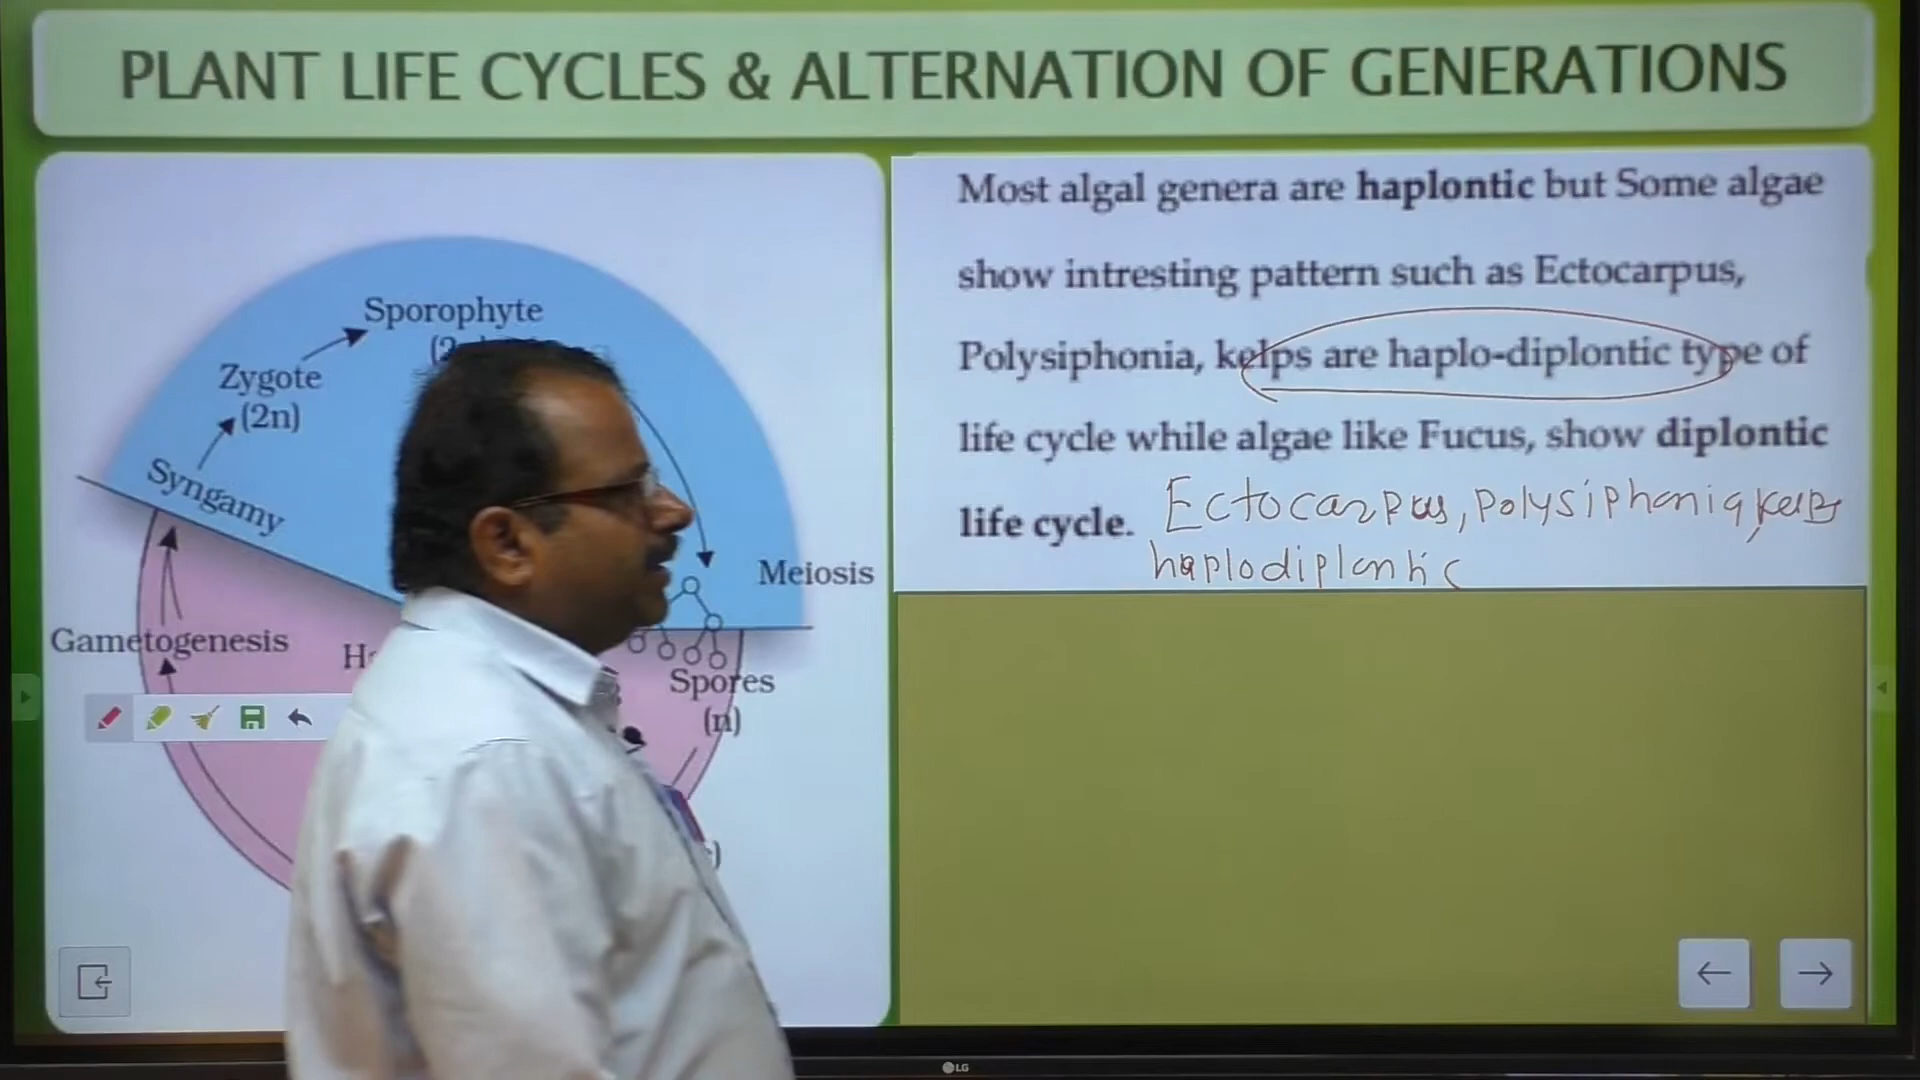 PLANT LIFE CYCLES & ALTERNATION OF GENERATIONS
Sporophyte
Zygote
(2n)
Syngamy
Meiosis
Gametogenesis
Spores
(n)
Most algal genera are haplontic but Some algae
show intresting pattern such as Ectocarpus,
Polysiphonia, kelps are haplo-diplontic type of
life cycle while algae like Fucus, show diplontic
life cycle.
Ectocarpus, Polysiphonia, kelps
haplodiplontic
LG